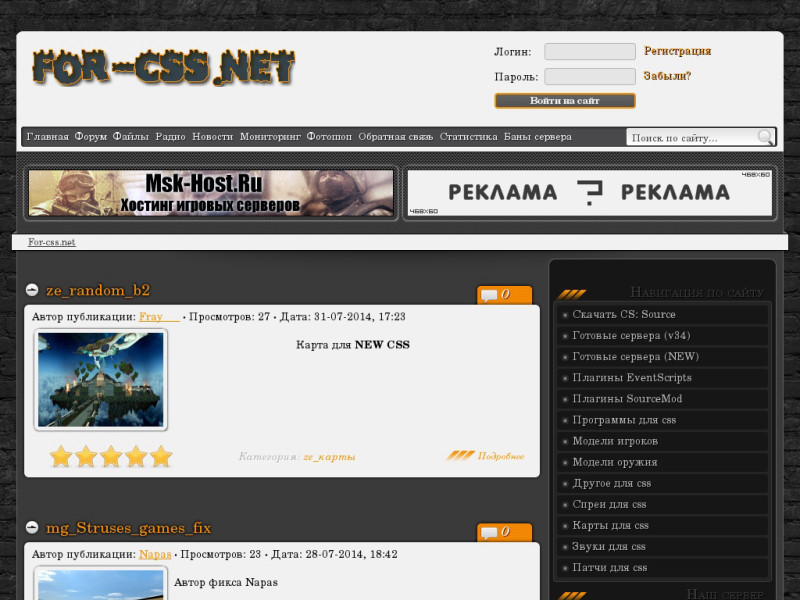 FOR-CSS.NET
Логин:
Регистрация
Пароль:
Забыли?
Войти на сайт
Главная Форум Файлы Радио Новости Мониторинг Фотошоп Обратная связь Статистика Баны сервера
Поиск по сайту...
Msk-Host.Ru
Хостинг игровых серверов
468x60
РЕКЛАМА ? РЕКЛАМА
468x60
For-css.net
ze_random_b2
0
Автор публикации: Fray___ • Просмотров: 27 • Дата: 31-07-2014, 17:23
Карта для NEW CSS
Категория: ze_карты
Подробнее
mg_Struses_games_fix
0
Автор публикации: Napas • Просмотров: 23 • Дата: 28-07-2014, 18:42
Автор фикса Napas
Навигация по сайту
Скачать CS: Source
Готовые сервера (v34)
Готовые сервера (NEW)
Плагины EventScripts
Плагины SourceMod
Программы для css
Модели игроков
Модели оружия
Другое для css
Спреи для css
Карты для css
Звуки для css
Патчи для css
Наш сервер